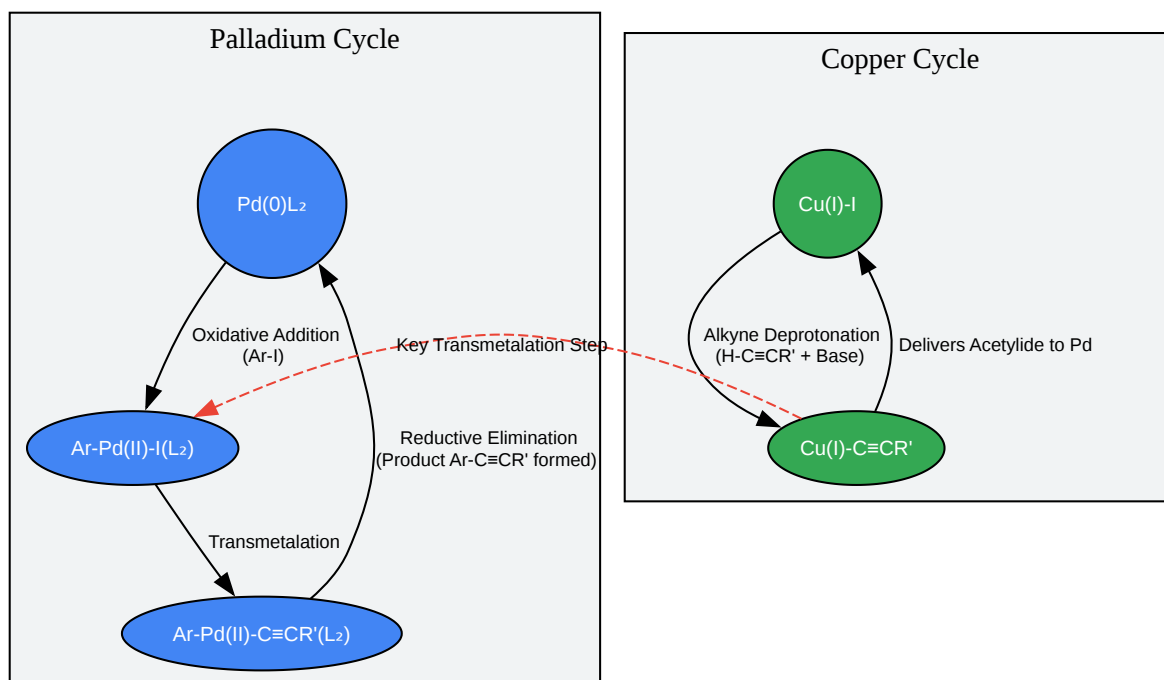 Palladium Cycle
Pd(0)L₂
Oxidative Addition
(Ar-I)
Ar-Pd(II)-I(L₂)
Reductive Elimination
(Product Ar-C≡CR' formed)
Transmetalation
Ar-Pd(II)-C≡CR'(L₂)
Key Transmetalation Step
Copper Cycle
Cu(I)-I
Alkyne Deprotonation
(H-C≡CR' + Base)
Delivers Acetylide to Pd
Cu(I)-C≡CR'